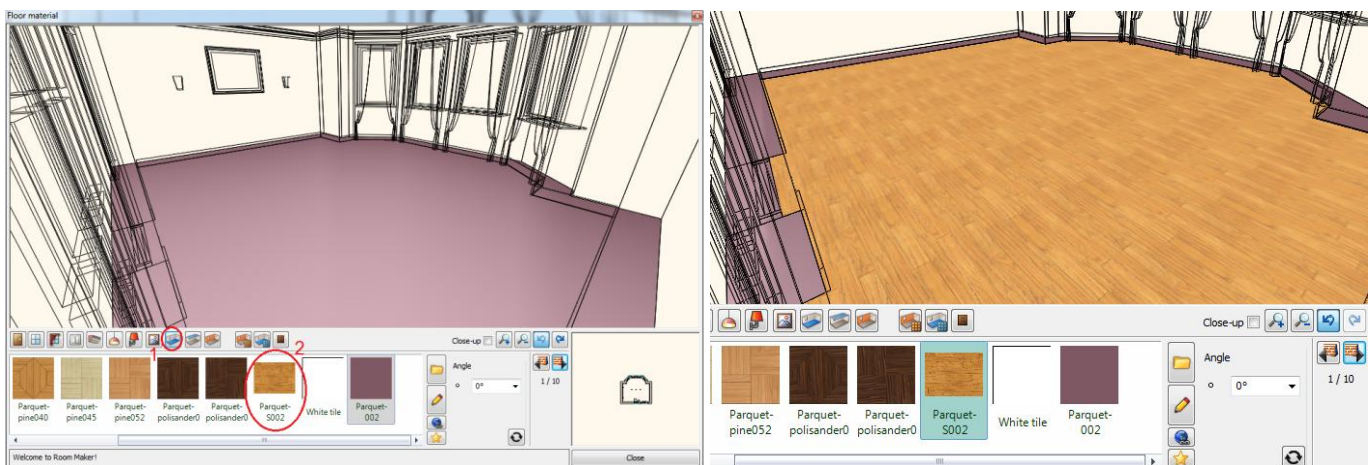 Floor material
1
2
Close-up
Parquet-
pine040
Parquet-
pine045
Parquet-
pine052
Parquet-
polisander0
Parquet-
polisander0
Parquet-
S002
White tile
Parquet-
002
Angle
0°
1 / 10
Welcome to Room Maker!
Close
Close-up
Parquet-
pine052
Parquet-
polisander0
Parquet-
polisander0
Parquet-
S002
White tile
Parquet-
002
Angle
0°
1 / 10